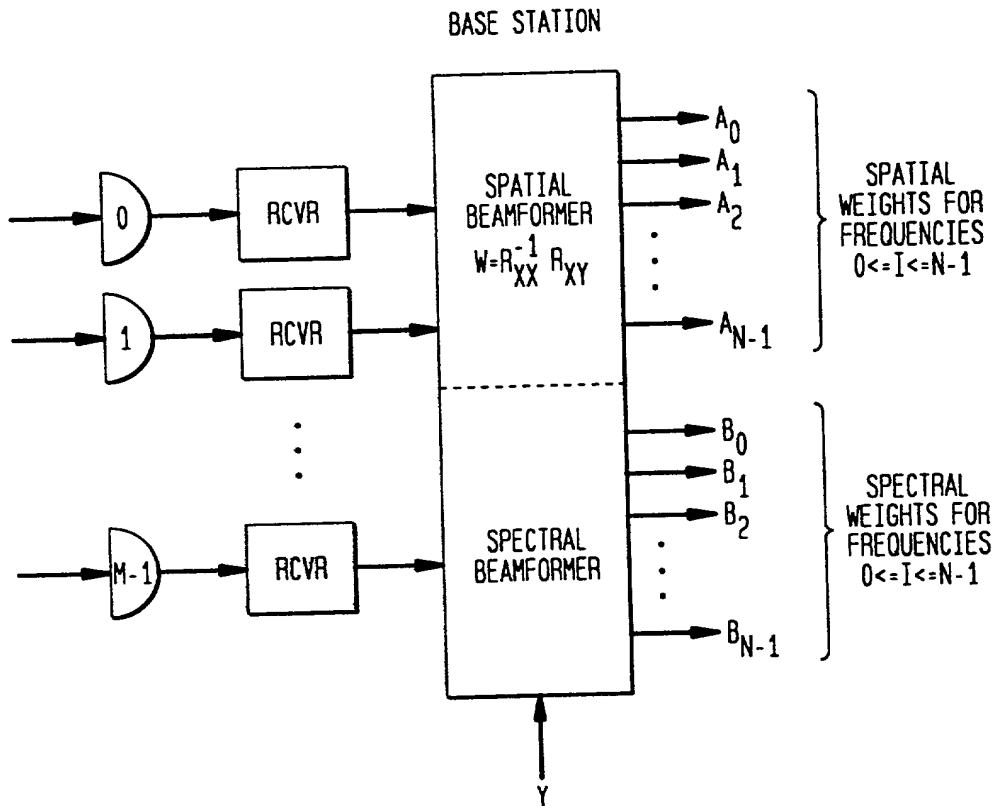 BASE STATION
0
RCVR
1
RCVR
M-1
RCVR
SPATIAL
BEAMFORMER
W=R_XX^-1 R_XY
SPECTRAL
BEAMFORMER
A_0
A_1
A_2
A_N-1
SPATIAL
WEIGHTS FOR
FREQUENCIES
0<=I<=N-1
B_0
B_1
B_2
B_N-1
SPECTRAL
WEIGHTS FOR
FREQUENCIES
0<=I<=N-1
Y